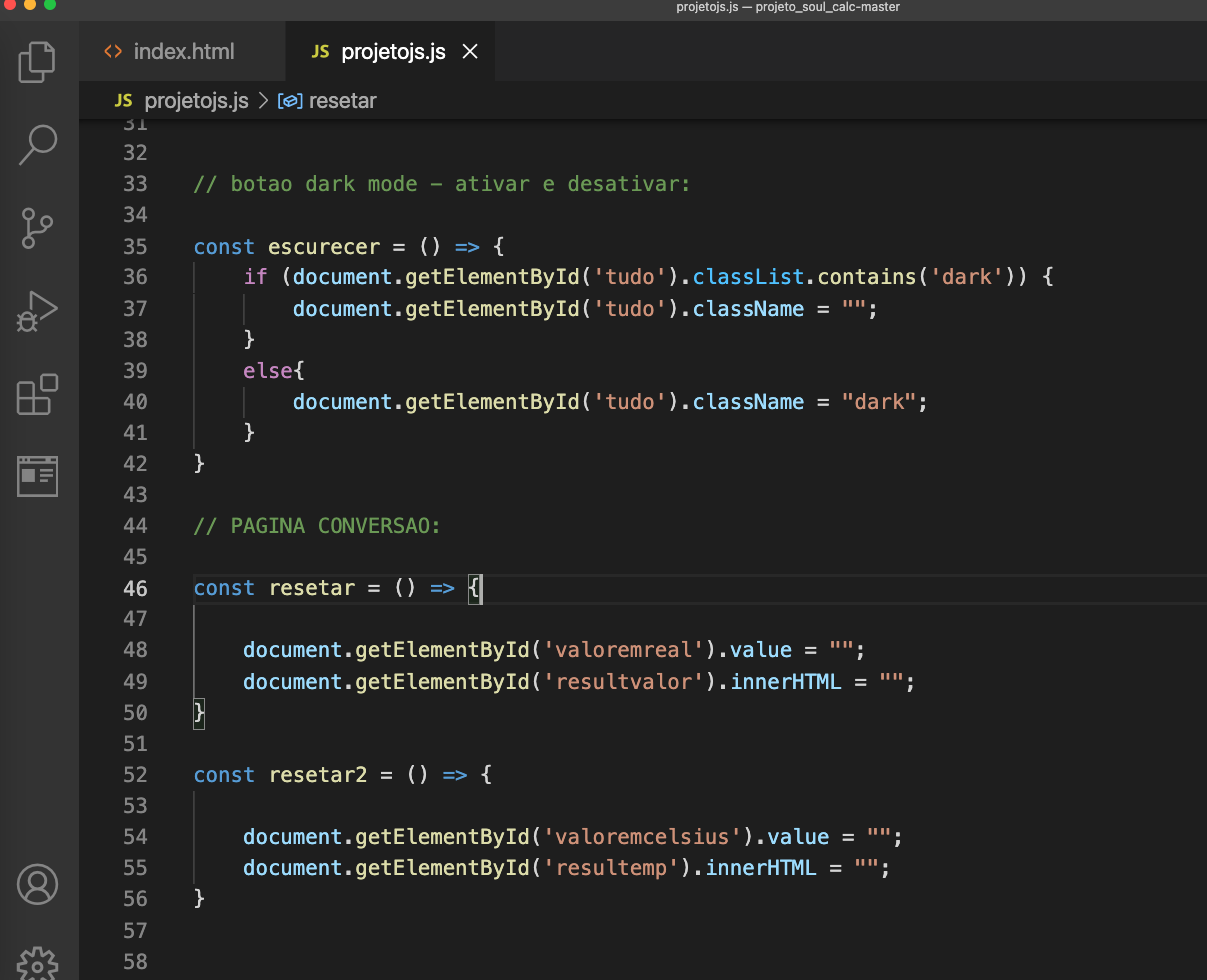 projetojs.js — projeto_soul_calc-master
<> index.html JS projetojs.js ×
JS projetojs.js > resetar
31
32
33 // botao dark mode - ativar e desativar:
34
35 const escurecer = () => {
36 if (document.getElementById('tudo').classList.contains('dark')) {
37 document.getElementById('tudo').className = "";
38 }
39 else{
40 document.getElementById('tudo').className = "dark";
41 }
42 }
43
44 // PAGINA CONVERSAO:
45
46 const resetar = () => {
47
48 document.getElementById('valoremreal').value = "";
49 document.getElementById('resultvalor').innerHTML = "";
50 }
51
52 const resetar2 = () => {
53
54 document.getElementById('valoremcelsius').value = "";
55 document.getElementById('resultemp').innerHTML = "";
56 }
57
58